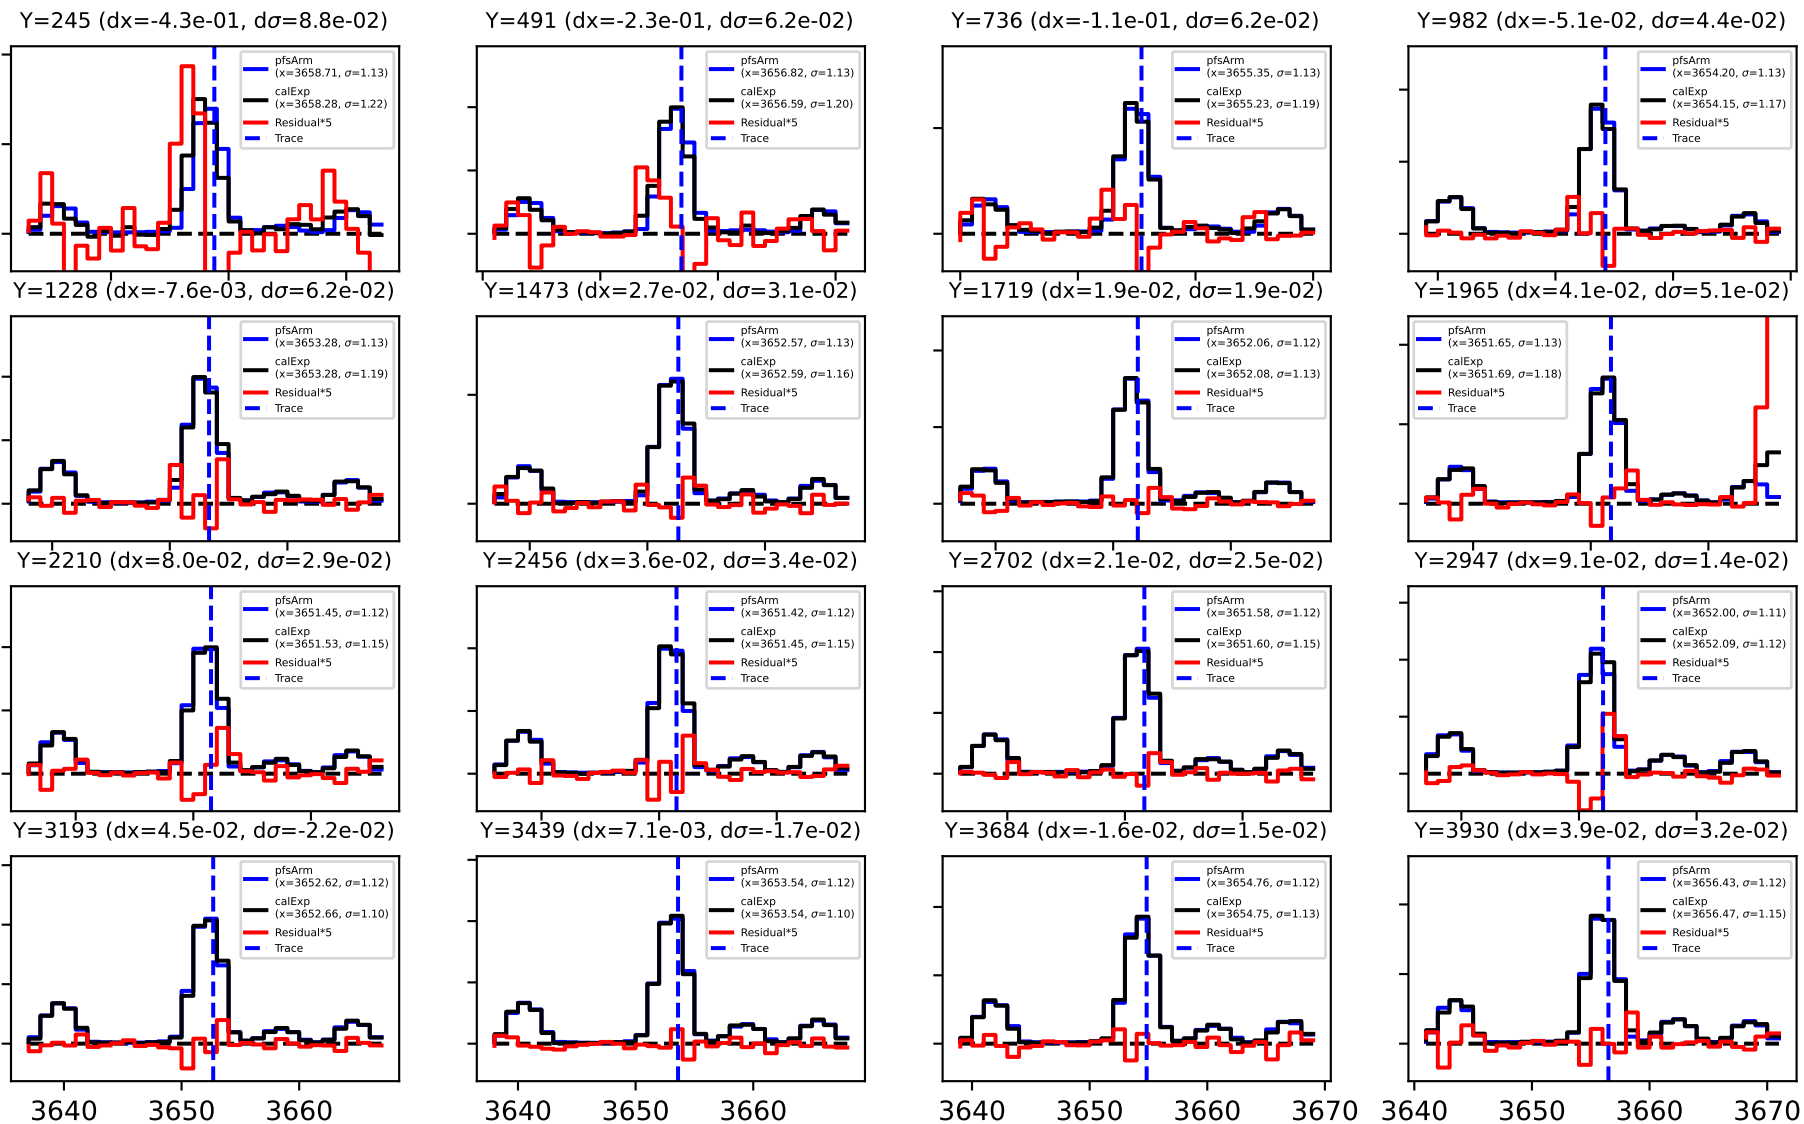 Y=245 (dx=-4.3e-01, dσ=8.8e-02)
pfsArm
(x=3658.71, σ=1.13)
calExp
(x=3658.28, σ=1.22)
Residual*5
Trace
Y=491 (dx=-2.3e-01, dσ=6.2e-02)
pfsArm
(x=3656.82, σ=1.13)
calExp
(x=3656.59, σ=1.20)
Residual*5
Trace
Y=736 (dx=-1.1e-01, dσ=6.2e-02)
pfsArm
(x=3655.35, σ=1.13)
calExp
(x=3655.23, σ=1.19)
Residual*5
Trace
Y=982 (dx=-5.1e-02, dσ=4.4e-02)
pfsArm
(x=3654.20, σ=1.13)
calExp
(x=3654.15, σ=1.17)
Residual*5
Trace
Y=1228 (dx=-7.6e-03, dσ=6.2e-02)
pfsArm
(x=3653.28, σ=1.13)
calExp
(x=3653.28, σ=1.19)
Residual*5
Trace
Y=1473 (dx=2.7e-02, dσ=3.1e-02)
pfsArm
(x=3652.57, σ=1.13)
calExp
(x=3652.59, σ=1.16)
Residual*5
Trace
Y=1719 (dx=1.9e-02, dσ=1.9e-02)
pfsArm
(x=3652.06, σ=1.12)
calExp
(x=3652.08, σ=1.13)
Residual*5
Trace
Y=1965 (dx=4.1e-02, dσ=5.1e-02)
pfsArm
(x=3651.65, σ=1.13)
calExp
(x=3651.69, σ=1.18)
Residual*5
Trace
Y=2210 (dx=8.0e-02, dσ=2.9e-02)
pfsArm
(x=3651.45, σ=1.12)
calExp
(x=3651.53, σ=1.15)
Residual*5
Trace
Y=2456 (dx=3.6e-02, dσ=3.4e-02)
pfsArm
(x=3651.42, σ=1.12)
calExp
(x=3651.45, σ=1.15)
Residual*5
Trace
Y=2702 (dx=2.1e-02, dσ=2.5e-02)
pfsArm
(x=3651.58, σ=1.12)
calExp
(x=3651.60, σ=1.15)
Residual*5
Trace
Y=2947 (dx=9.1e-02, dσ=1.4e-02)
pfsArm
(x=3652.00, σ=1.11)
calExp
(x=3652.09, σ=1.12)
Residual*5
Trace
Y=3193 (dx=4.5e-02, dσ=-2.2e-02)
pfsArm
(x=3652.62, σ=1.12)
calExp
(x=3652.66, σ=1.10)
Residual*5
Trace
Y=3439 (dx=7.1e-03, dσ=-1.7e-02)
pfsArm
(x=3653.54, σ=1.12)
calExp
(x=3653.54, σ=1.10)
Residual*5
Trace
Y=3684 (dx=-1.6e-02, dσ=1.5e-02)
pfsArm
(x=3654.76, σ=1.12)
calExp
(x=3654.75, σ=1.13)
Residual*5
Trace
Y=3930 (dx=3.9e-02, dσ=3.2e-02)
pfsArm
(x=3656.43, σ=1.12)
calExp
(x=3656.47, σ=1.15)
Residual*5
Trace
3640 3650 3660
3640 3650 3660
3640 3650 3660 3670
3640 3650 3660 3670